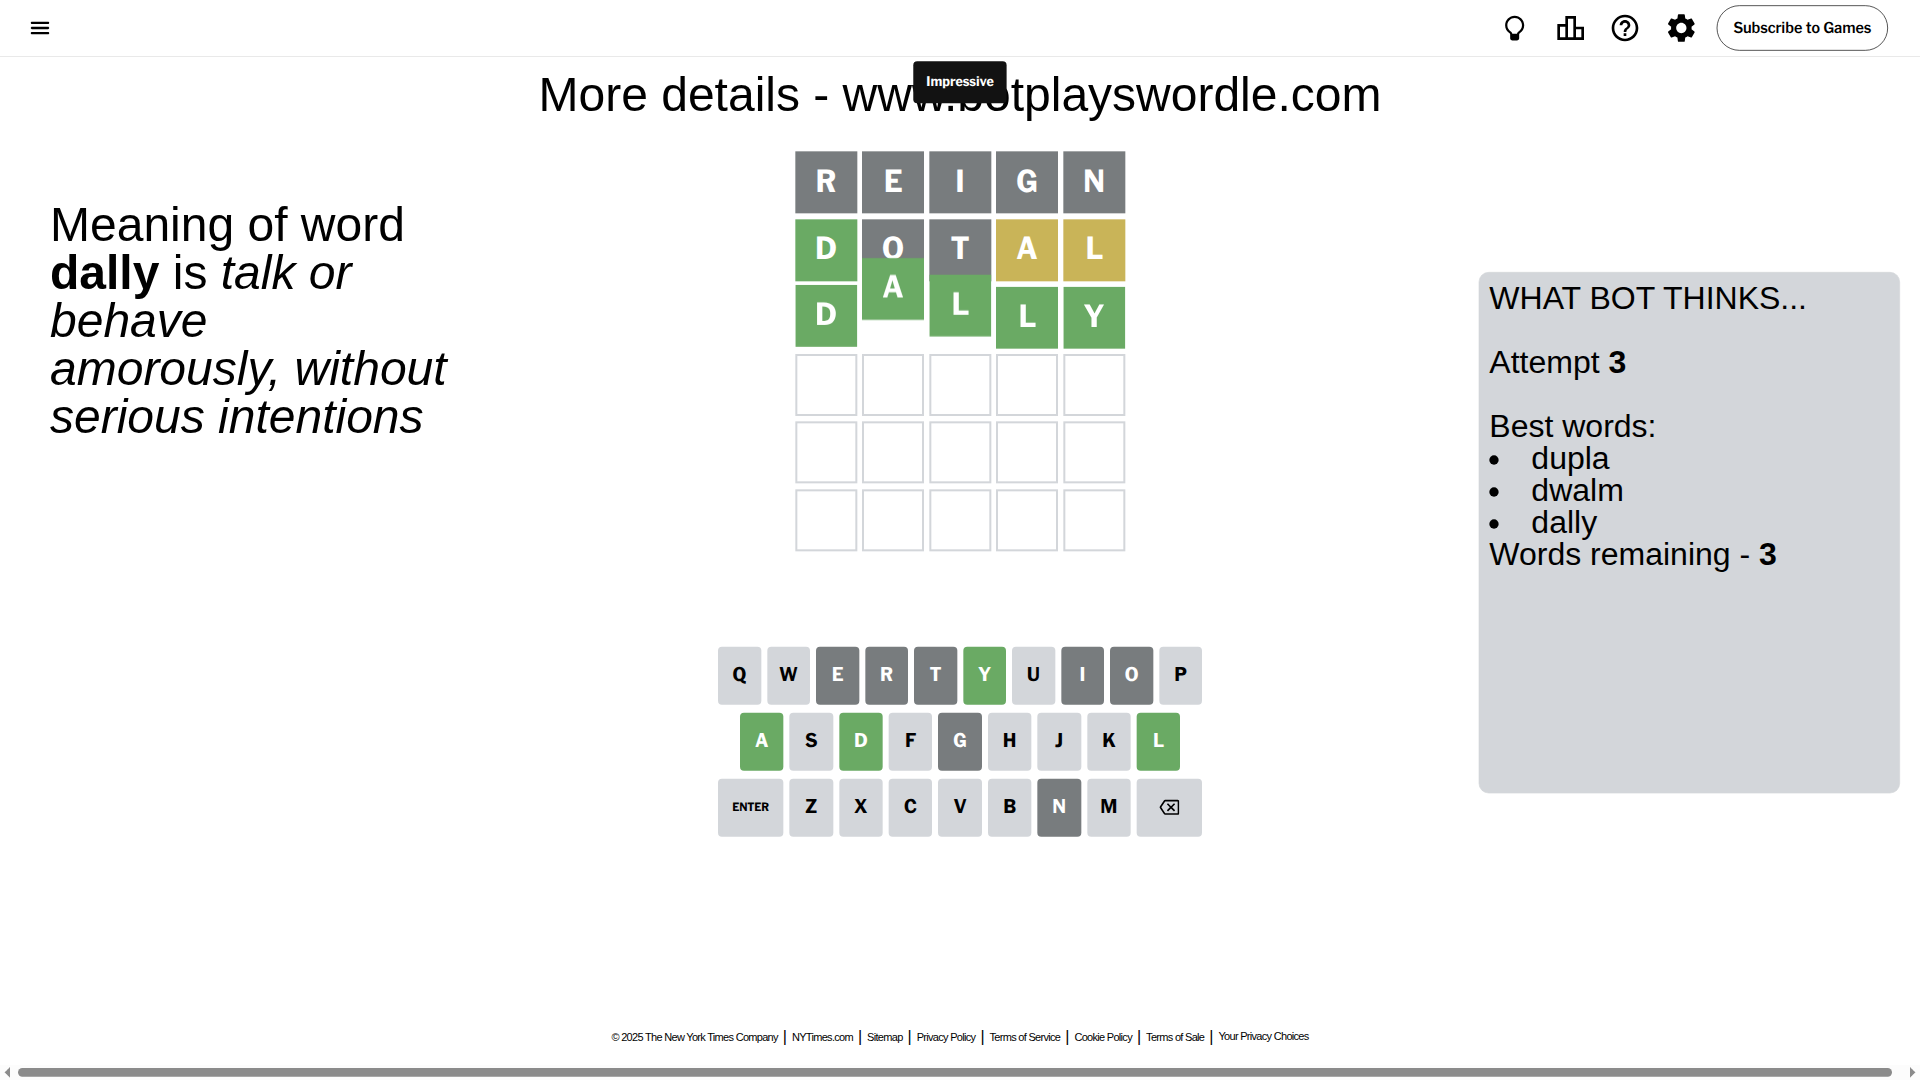 Subscribe to Games
Impressive
More details - www.botplayswordle.com
Meaning of word
dally is talk or
behave
amorously, without
serious intentions
R E I G N
D O T A L
D A L L Y
WHAT BOT THINKS...
Attempt 3
Best words:
• dupla
• dwalm
• dally
Words remaining - 3
Q W E R T Y U I O P
A S D F G H J K L
ENTER Z X C V B N M
© 2025 The New York Times Company | NYTimes.com | Sitemap | Privacy Policy | Terms of Service | Cookie Policy | Terms of Sale | Your Privacy Choices